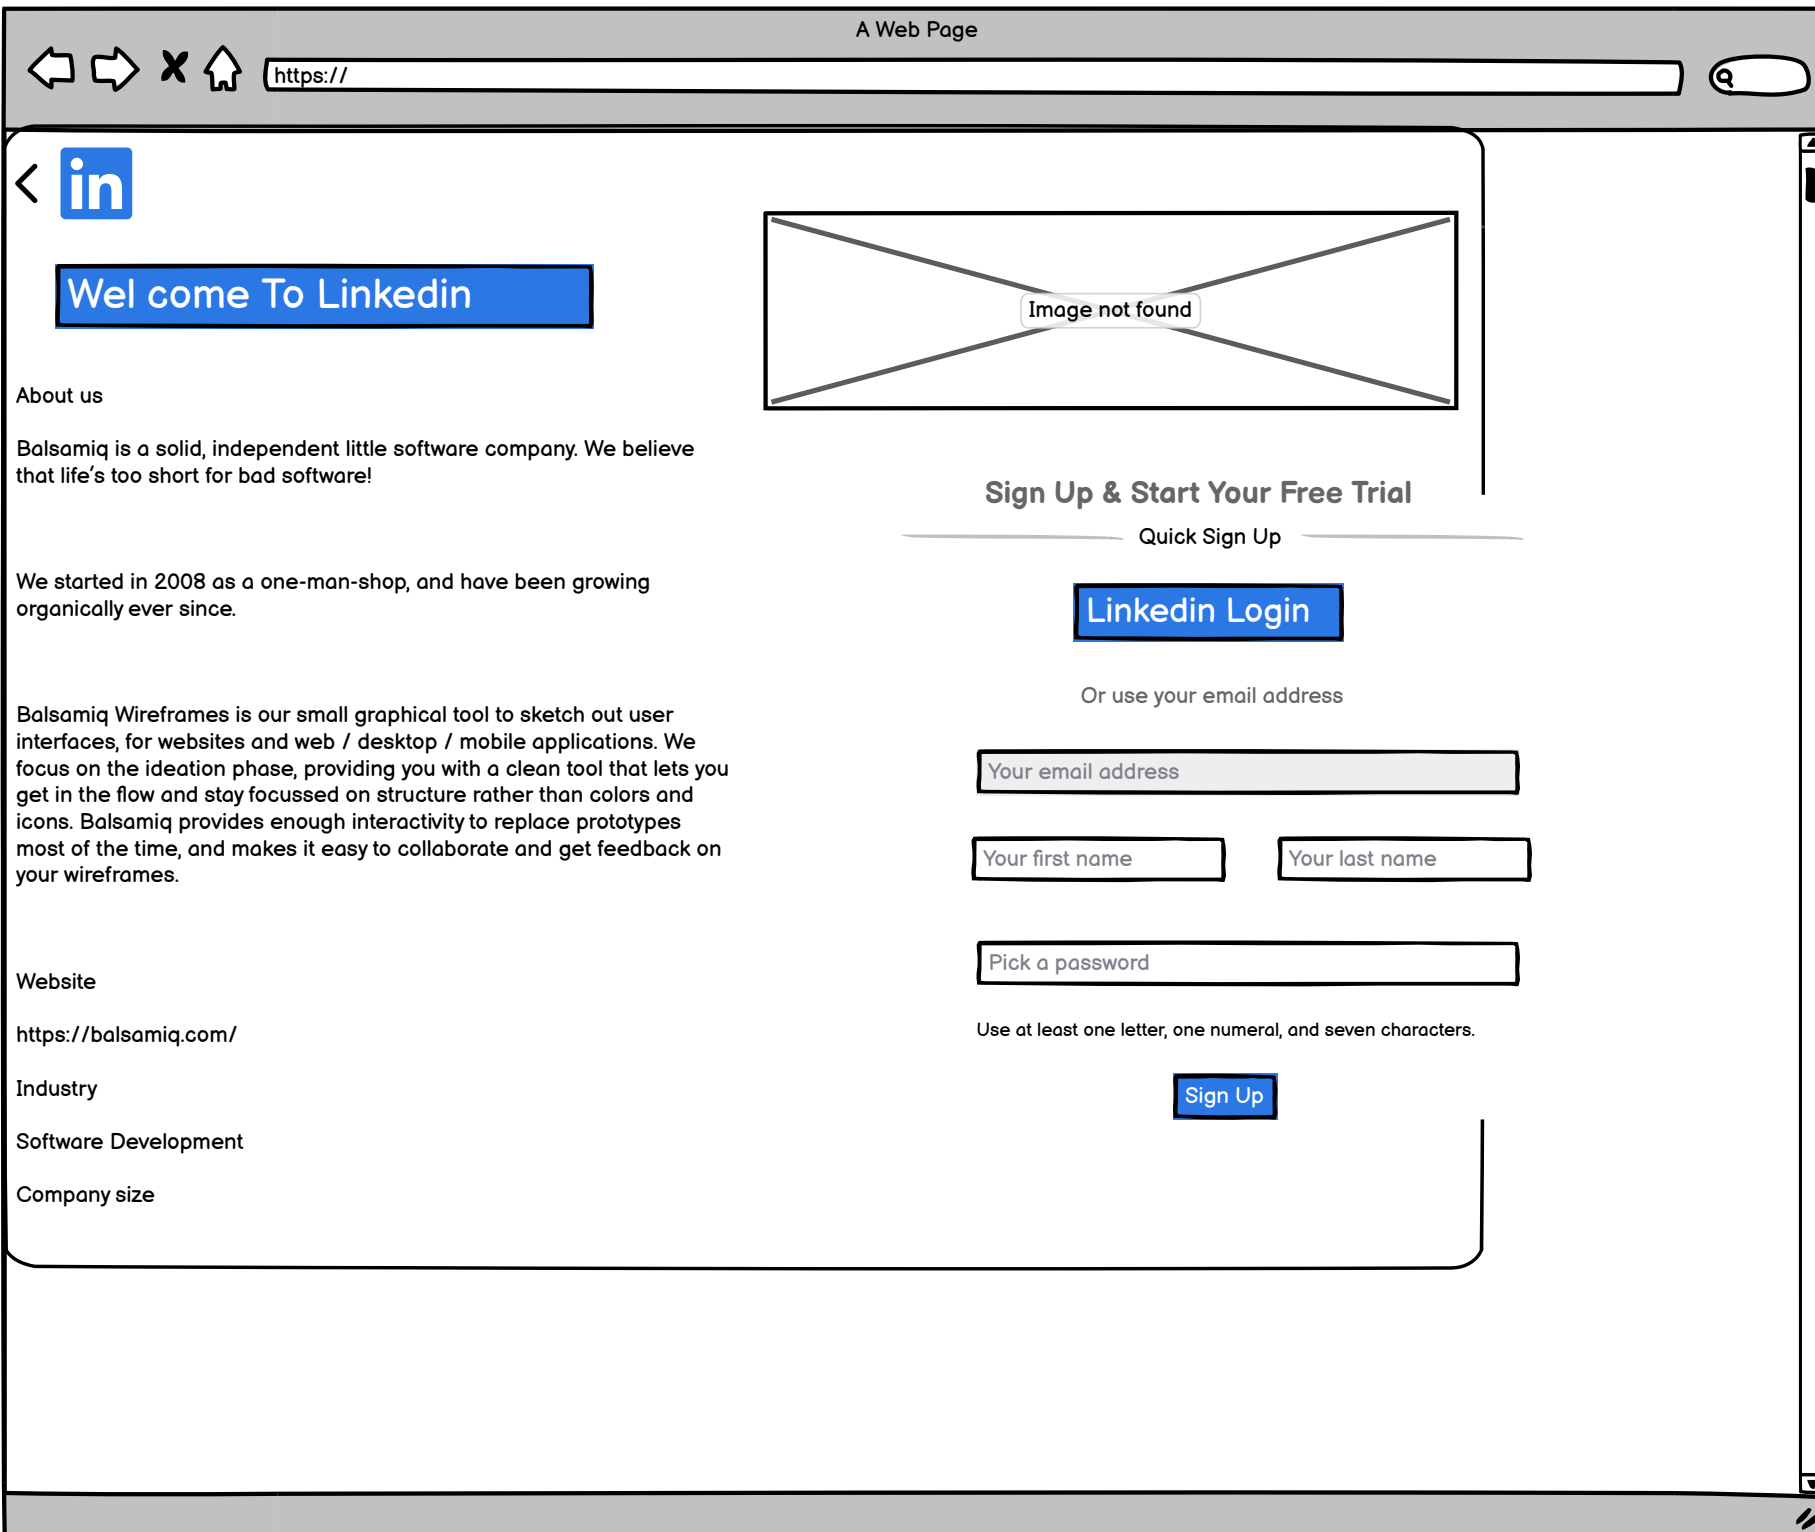 A Web Page
https://
in
Wel come To Linkedin
Image not found
About us
Balsamiq is a solid, independent little software company. We believe
that life's too short for bad software!
We started in 2008 as a one-man-shop, and have been growing
organically ever since.
Balsamiq Wireframes is our small graphical tool to sketch out user
interfaces, for websites and web / desktop / mobile applications. We
focus on the ideation phase, providing you with a clean tool that lets you
get in the flow and stay focussed on structure rather than colors and
icons. Balsamiq provides enough interactivity to replace prototypes
most of the time, and makes it easy to collaborate and get feedback on
your wireframes.
Website
https://balsamiq.com/
Industry
Software Development
Company size
Sign Up & Start Your Free Trial
Quick Sign Up
Linkedin Login
Or use your email address
Your email address
Your first name
Your last name
Pick a password
Use at least one letter, one numeral, and seven characters.
Sign Up